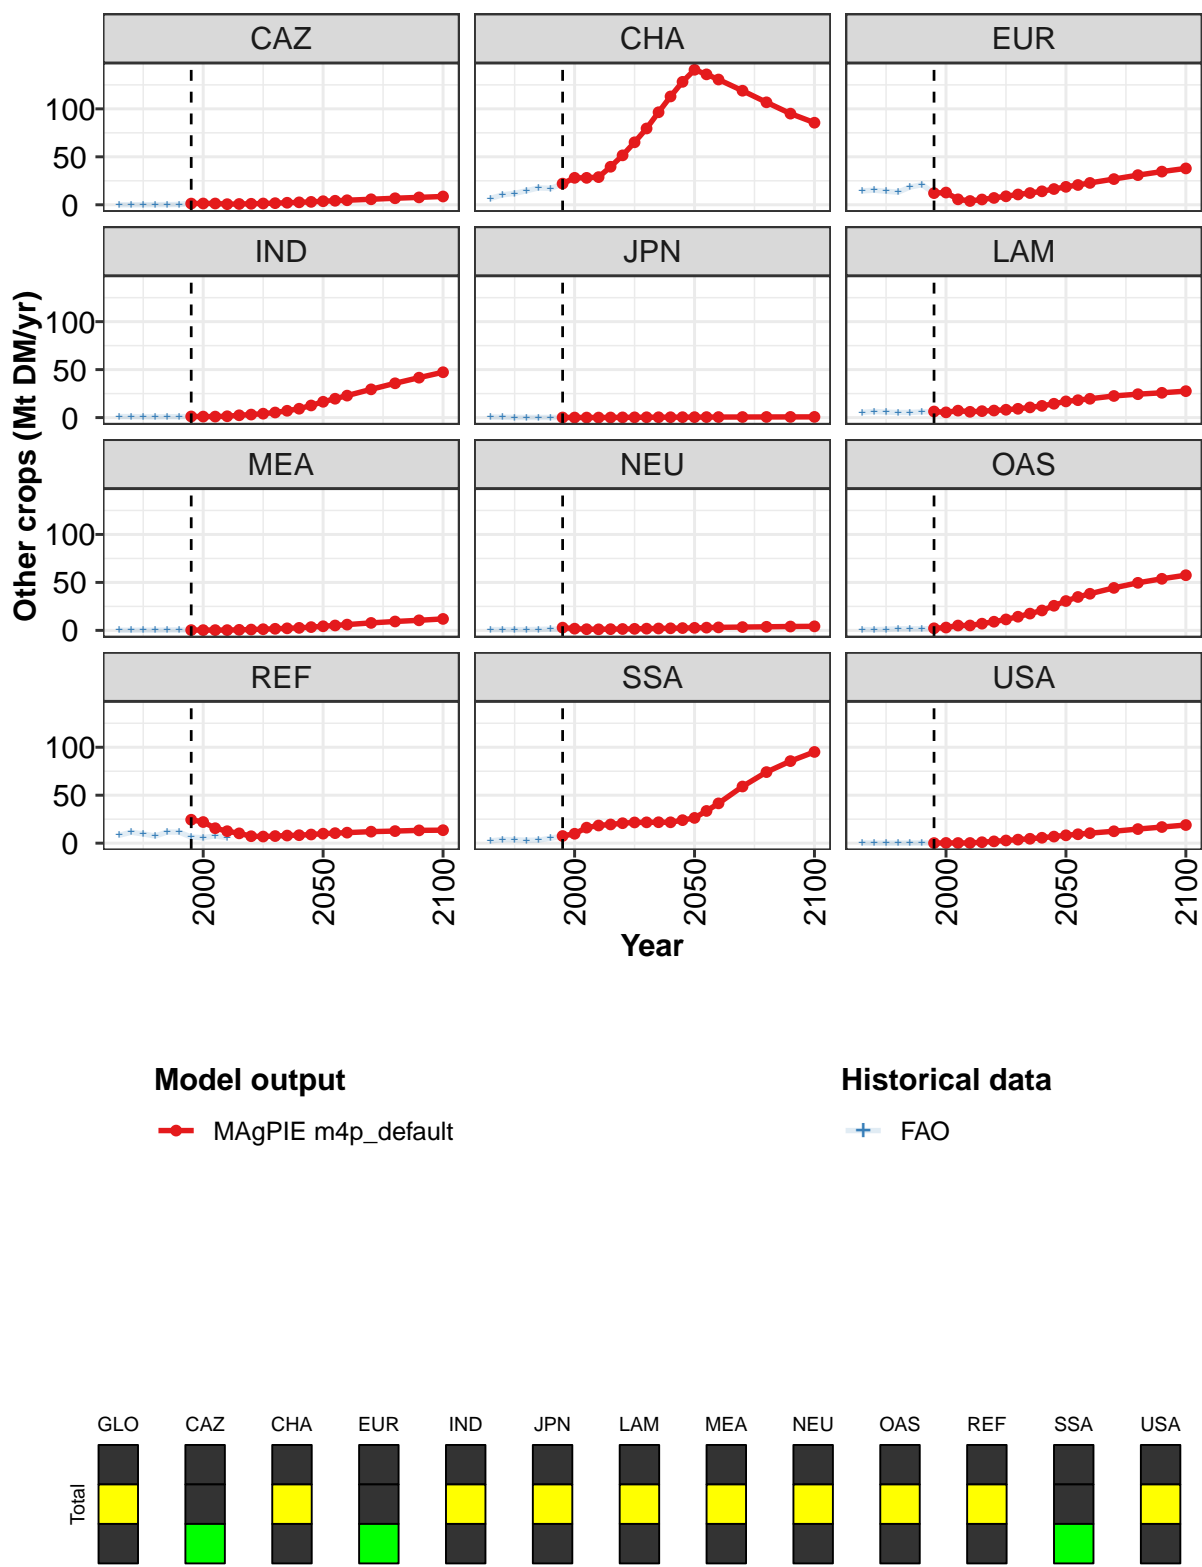 CAZ CHA EUR
100
50
0
IND JPN LAM
100
50
0
MEA NEU OAS
100
50
0
REF SSA USA
100
50
0
Other crops (Mt DM/yr)
2000 2050 2100 2000 2050 2100 2000 2050 2100
Year
Model output Historical data
MAgPIE m4p_default FAO
GLO CAZ CHA EUR IND JPN LAM MEA NEU OAS REF SSA USA
Total